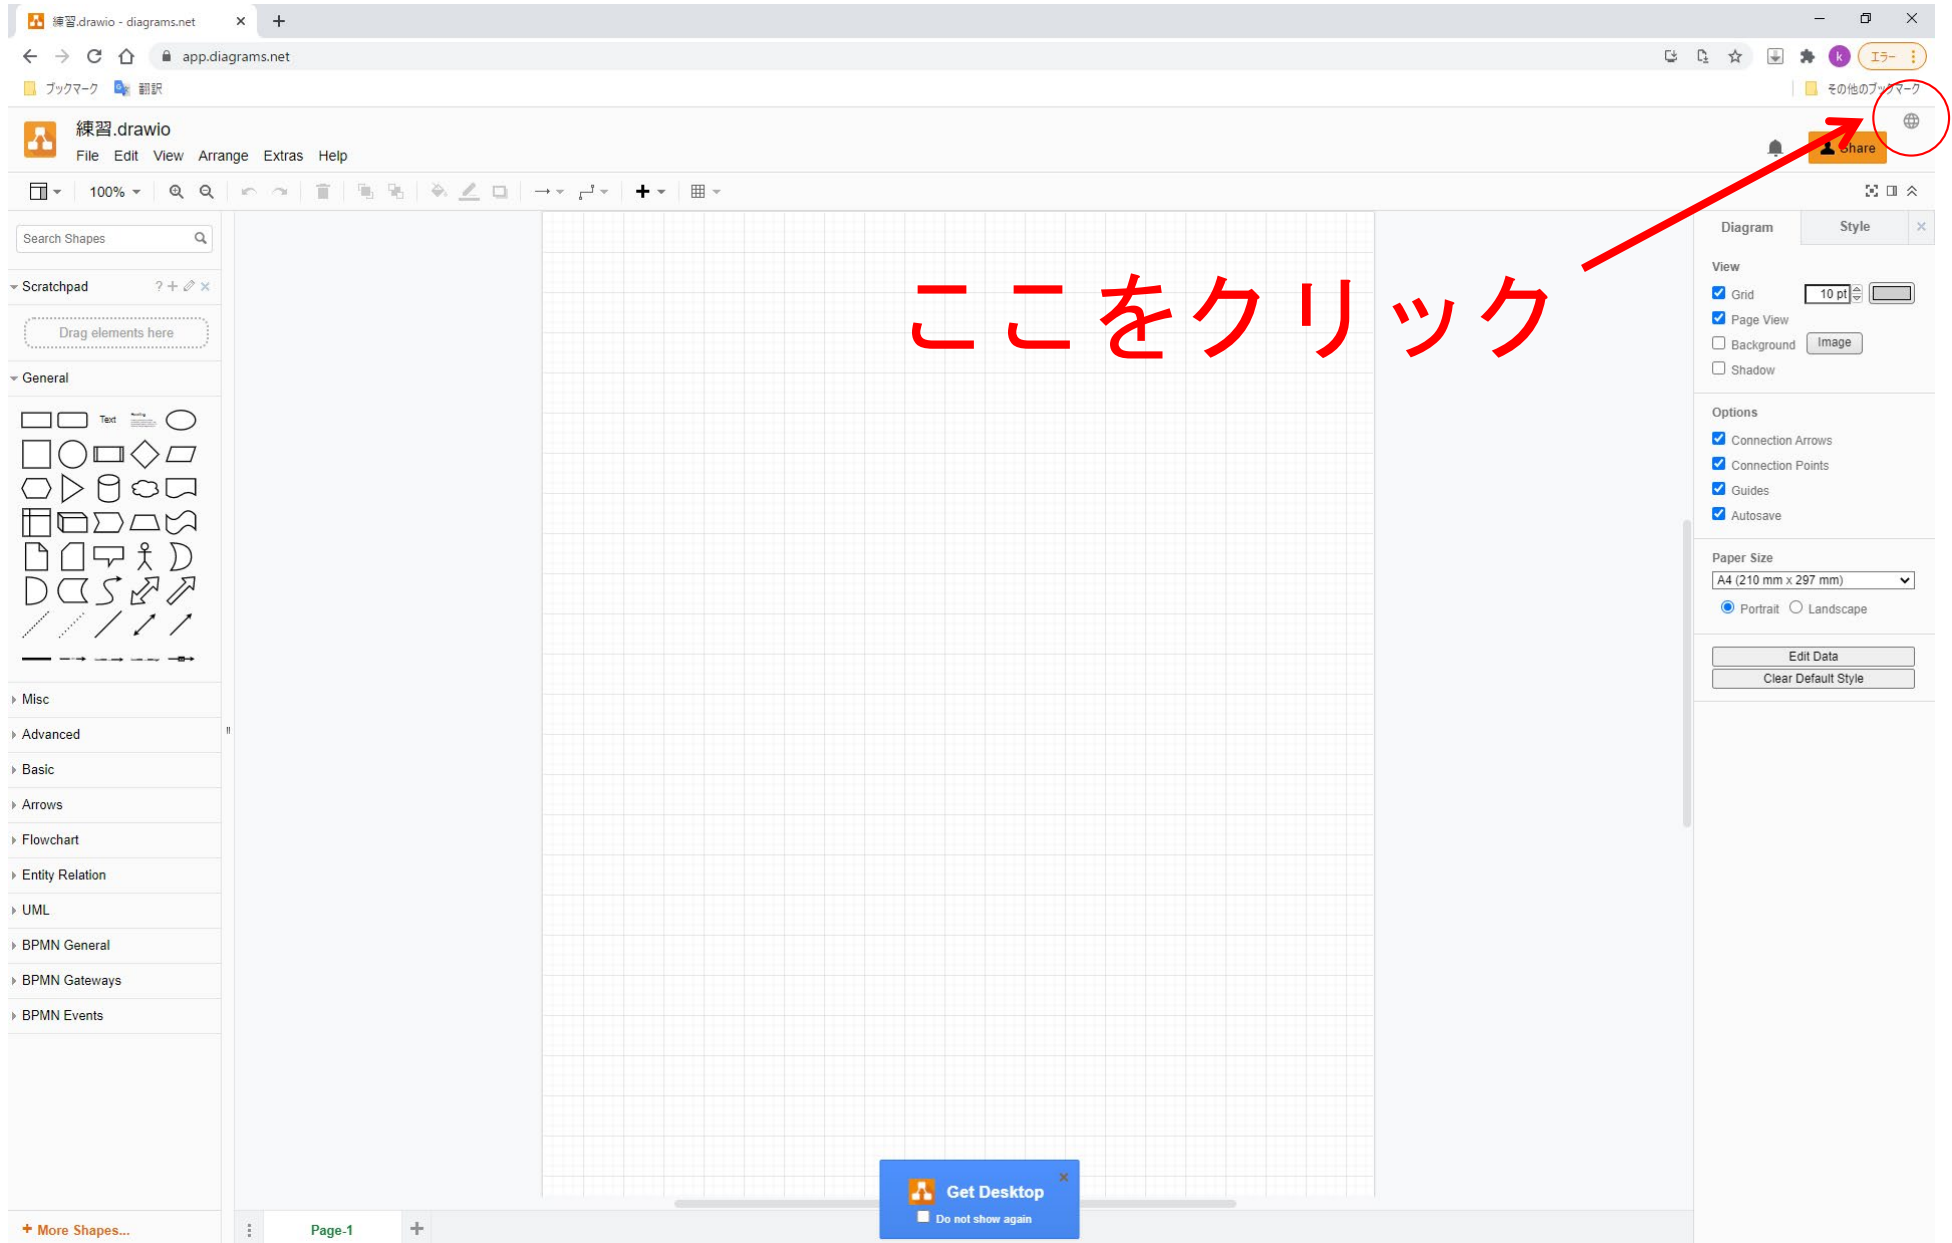 練習.drawio - diagrams.net
app.diagrams.net
エラー
ブックマーク 翻訳
その他のブックマーク
練習.drawio
File Edit View Arrange Extras Help
Share
100%
Search Shapes
Scratchpad
?
Drag elements here
General
Text
Misc
Advanced
Basic
Arrows
Flowchart
Entity Relation
UML
BPMN General
BPMN Gateways
BPMN Events
+ More Shapes...
ここをクリック
Get Desktop
Do not show again
Page-1
Diagram Style
View
Grid 10 pt
Page View
Background Image
Shadow
Options
Connection Arrows
Connection Points
Guides
Autosave
Paper Size
A4 (210 mm x 297 mm)
Portrait Landscape
Edit Data
Clear Default Style